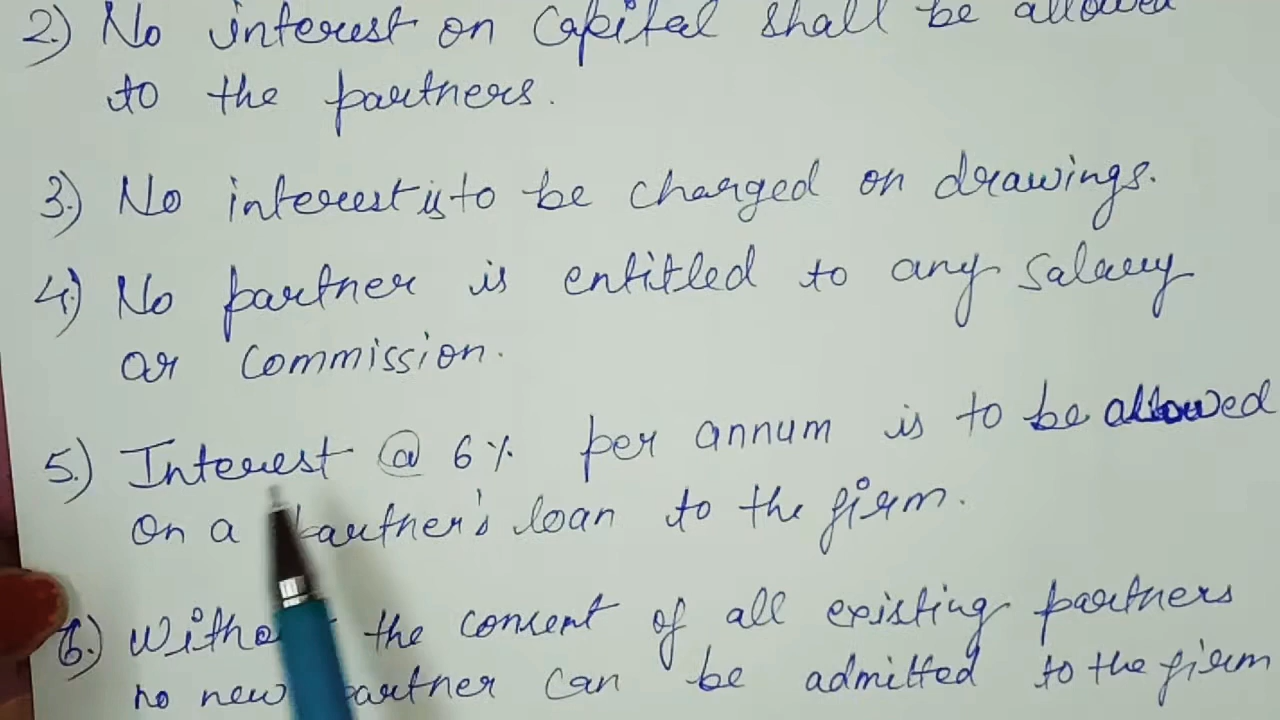 2.) No interest on Capital shall be allowed
to the partners.
3.) No interest is to be charged on drawings.
4.) No partner is entitled to any Salary
or Commission.
5.) Interest @ 6% per annum is to be allowed
on a partner's loan to the firm.
6.) Without the consent of all existing partners
no new partner can be admitted to the firm